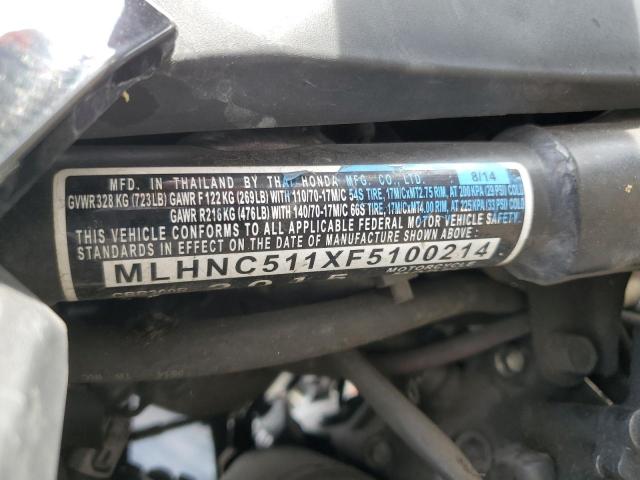 MFD. IN THAILAND BY THAI HONDA MFG. CO., LTD. 8/14
GVWR 328 KG (723LB) GAWR F 122 KG (269LB) WITH 110/70-17M/C 54S TIRE, 17M/CxMT2.75 RIM, AT 200 KPA (29 PSI) COLD
GAWR R 216 KG (476LB) WITH 140/70-17M/C 66S TIRE, 17M/CxMT4.00 RIM, AT 225 KPA (33 PSI) COLD
THIS VEHICLE CONFORMS TO ALL APPLICABLE FEDERAL MOTOR VEHICLE SAFETY
STANDARDS IN EFFECT ON THE DATE OF MANUFACTURE SHOWN ABOVE.
MLHNC511XF5100214
MOTORCYCLE
2015